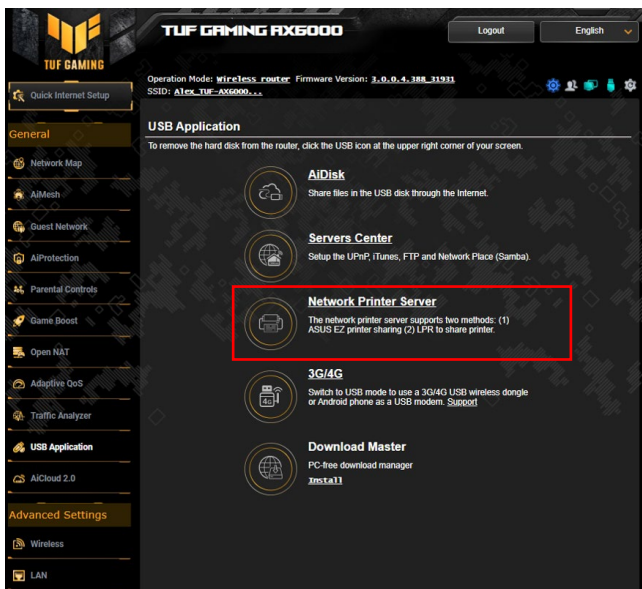 TUF GAMING AX6000
Logout
English
TUF GAMING
Quick Internet Setup
Operation Mode: Wireless router Firmware Version: 3.0.0.4.388_31931
SSID: Alex_TUF-AX6000...
General
Network Map
AiMesh
Guest Network
AiProtection
Parental Controls
Game Boost
Open NAT
Adaptive QoS
Traffic Analyzer
USB Application
AiCloud 2.0
Advanced Settings
Wireless
LAN
USB Application
To remove the hard disk from the router, click the USB icon at the upper right corner of your screen.
AiDisk
Share files in the USB disk through the Internet.
Servers Center
Setup the UPnP, iTunes, FTP and Network Place (Samba).
Network Printer Server
The network printer server supports two methods: (1)
ASUS EZ printer sharing (2) LPR to share printer.
4G
3G/4G
Switch to USB mode to use a 3G/4G USB wireless dongle
or Android phone as a USB modem. Support
Download Master
PC-free download manager
Install